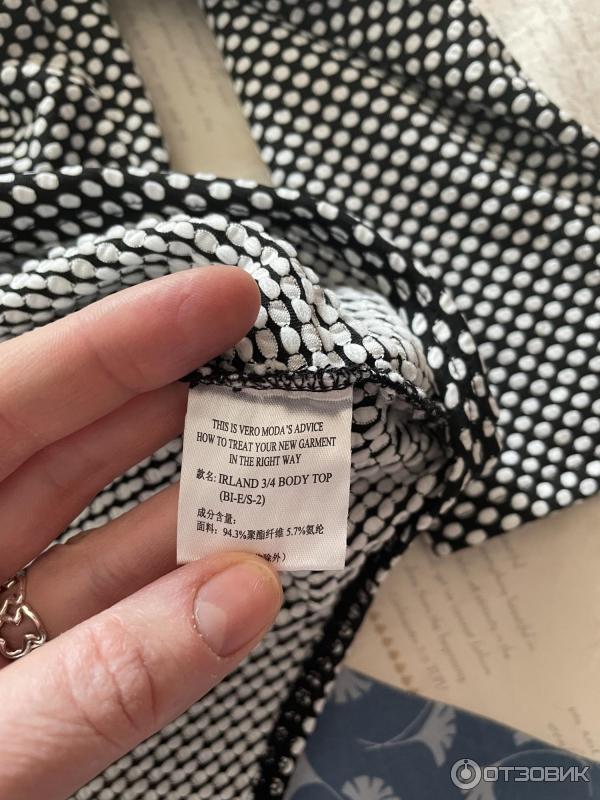 THIS IS VERO MODA'S ADVICE
HOW TO TREAT YOUR NEW GARMENT
IN THE RIGHT WAY
款名: IRLAND 3/4 BODY TOP
(BI-E/S-2)
成分含量:
面料: 94.3%聚酯纤维 5.7%氨纶
除外)
ОТЗОВИК